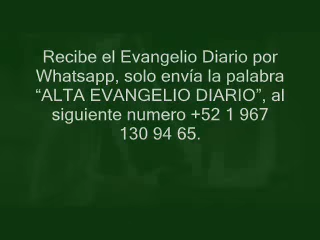 Recibe el Evangelio Diario por
Whatsapp, solo envía la palabra
“ALTA EVANGELIO DIARIO”, al
siguiente numero +52 1 967
130 94 65.